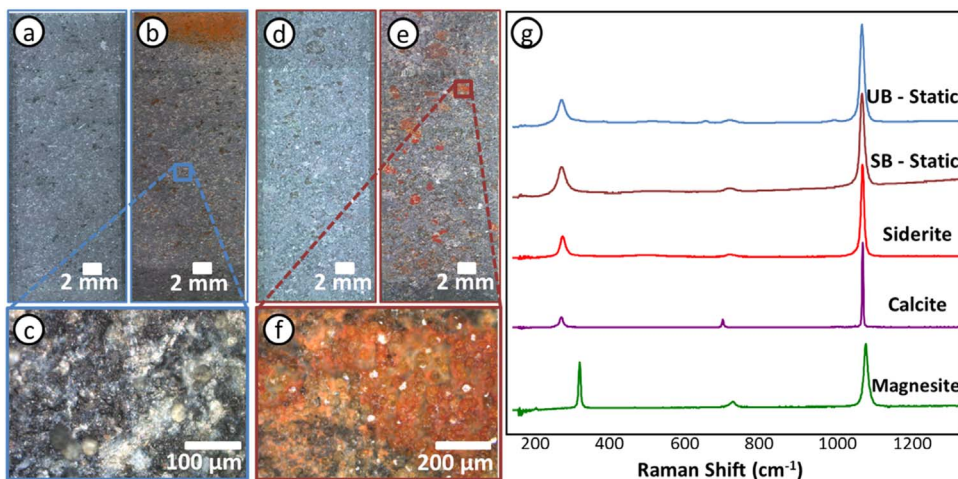 a
b
d
e
g
2 mm
2 mm
2 mm
2 mm
c
f
100 µm
200 µm
UB - Static
SB - Static
Siderite
Calcite
Magnesite
200 400 600 800 1000 1200
Raman Shift (cm⁻¹)